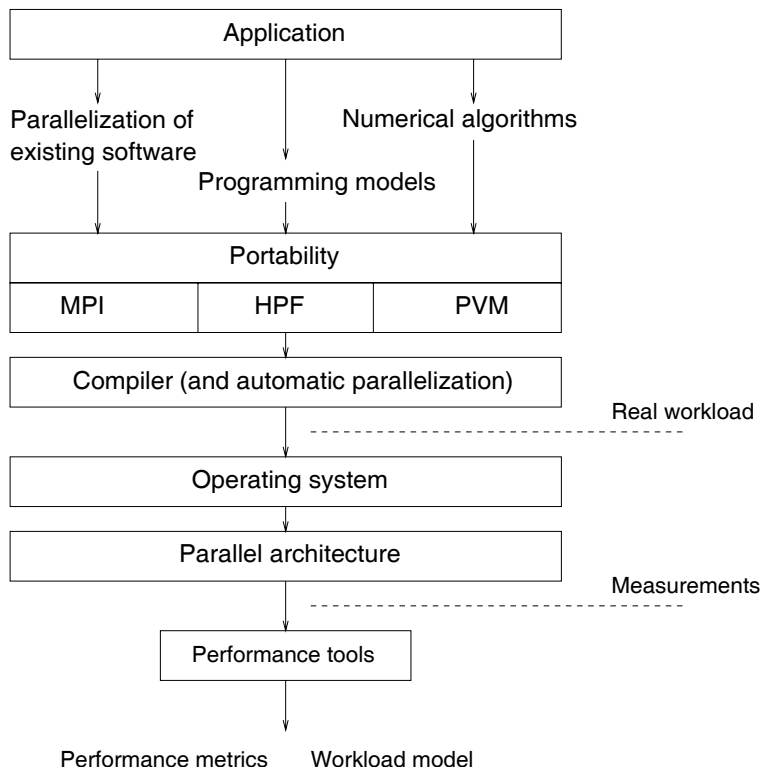 Application
Parallelization of
existing software
Numerical algorithms
Programming models
Portability
MPI
HPF
PVM
Compiler (and automatic parallelization)
Real workload
Operating system
Parallel architecture
Measurements
Performance tools
Performance metrics
Workload model